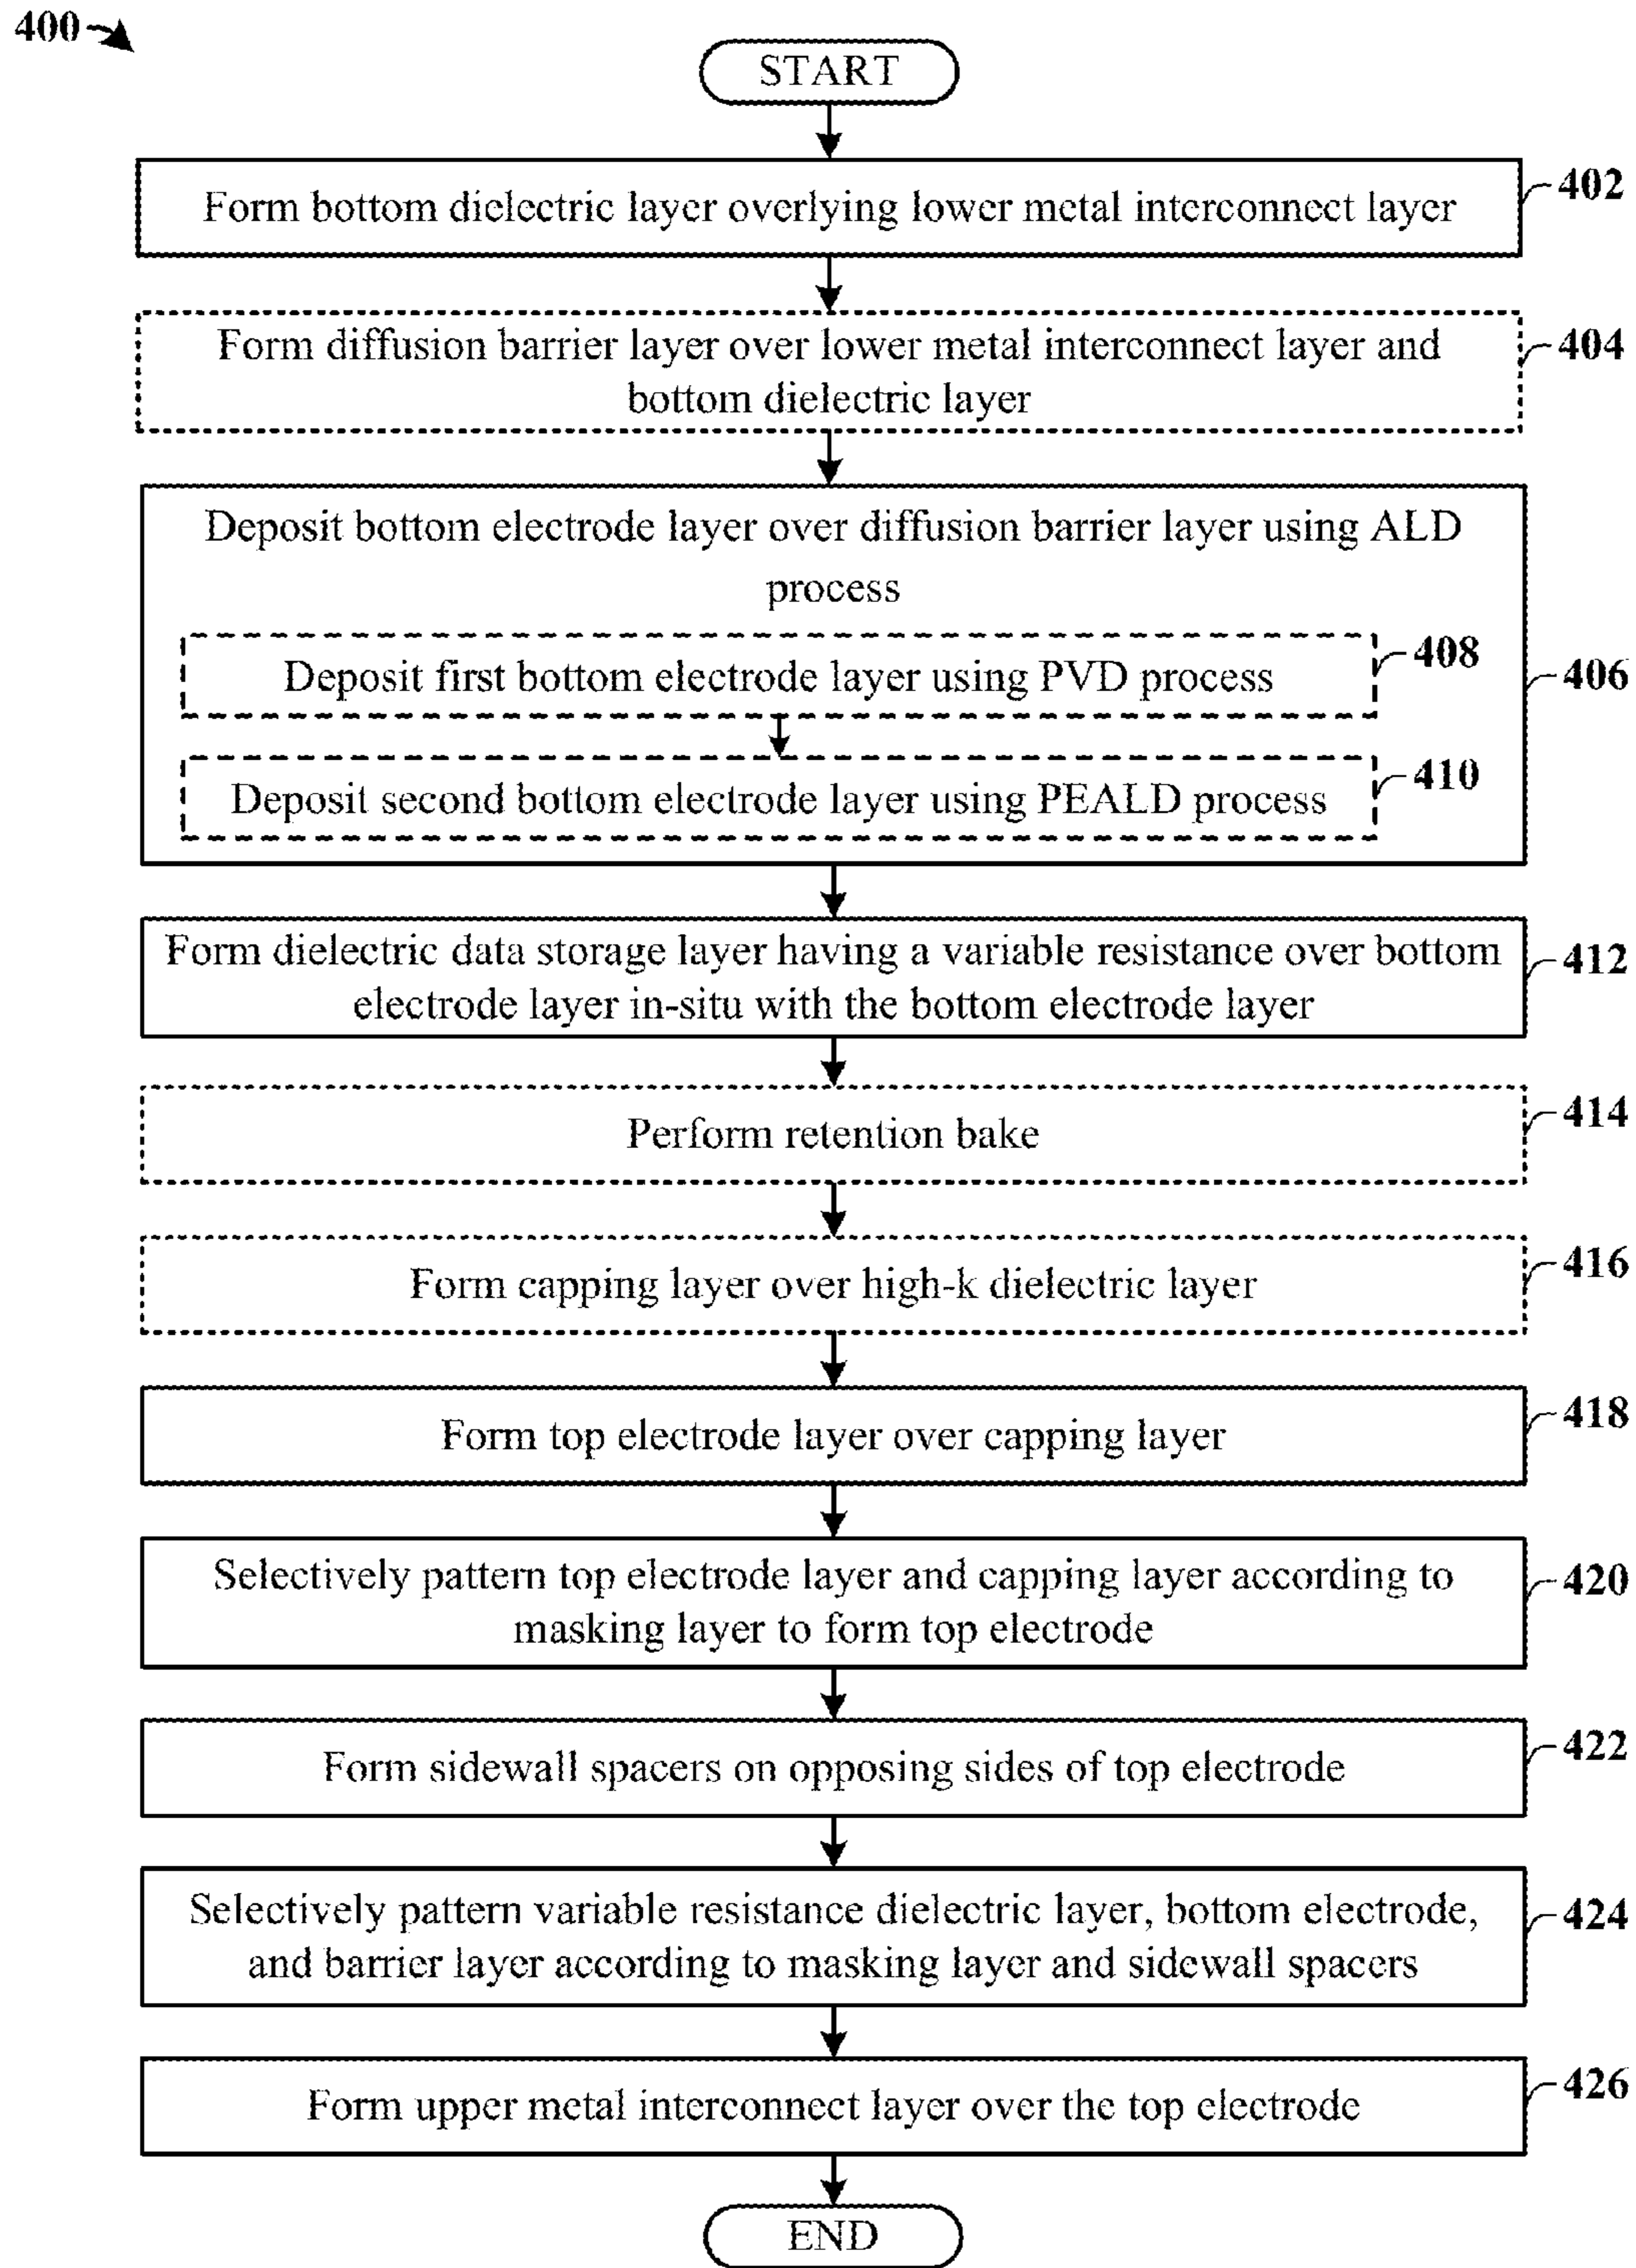 400
START
Form bottom dielectric layer overlying lower metal interconnect layer
402
Form diffusion barrier layer over lower metal interconnect layer and
bottom dielectric layer
404
Deposit bottom electrode layer over diffusion barrier layer using ALD
process
406
Deposit first bottom electrode layer using PVD process
408
Deposit second bottom electrode layer using PEALD process
410
Form dielectric data storage layer having a variable resistance over bottom
electrode layer in-situ with the bottom electrode layer
412
Perform retention bake
414
Form capping layer over high-k dielectric layer
416
Form top electrode layer over capping layer
418
Selectively pattern top electrode layer and capping layer according to
masking layer to form top electrode
420
Form sidewall spacers on opposing sides of top electrode
422
Selectively pattern variable resistance dielectric layer, bottom electrode,
and barrier layer according to masking layer and sidewall spacers
424
Form upper metal interconnect layer over the top electrode
426
END